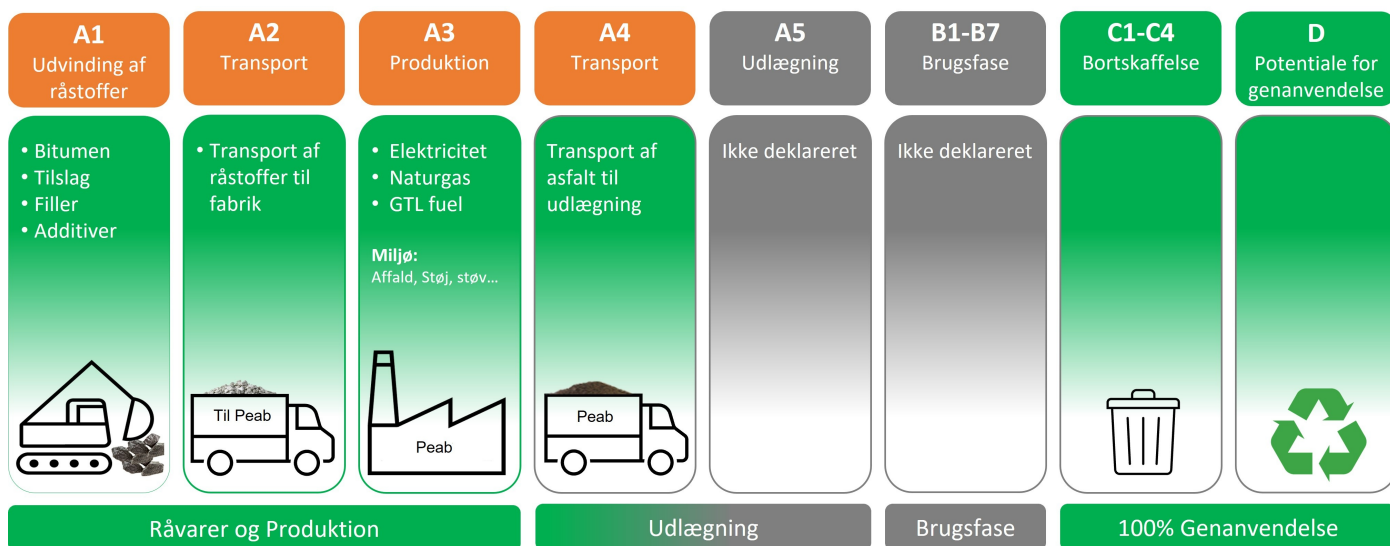 A1
Udvinding af
råstoffer
A2
Transport
A3
Produktion
A4
Transport
A5
Udlægning
B1-B7
Brugsfase
C1-C4
Bortskaffelse
D
Potentiale for
genanvendelse
• Bitumen
• Tilslag
• Filler
• Additiver
• Transport af
råstoffer til
fabrik
• Elektricitet
• Naturgas
• GTL fuel
Miljø:
Affald, Støj, støv…
Transport af
asfalt til
udlægning
Ikke deklareret
Ikke deklareret
Til Peab
Peab
Peab
Råvarer og Produktion
Udlægning
Brugsfase
100% Genanvendelse